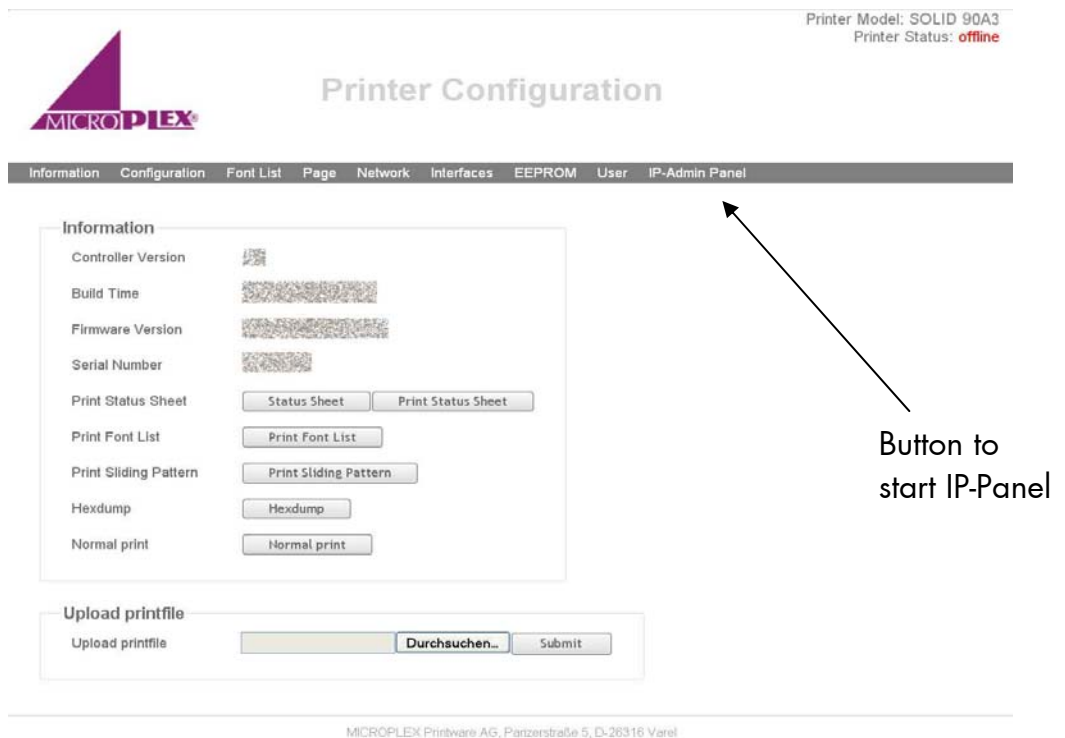 Printer Model: SOLID 90A3
Printer Status: offline
MICROPLEX®
Printer Configuration
Information Configuration Font List Page Network Interfaces EEPROM User IP-Admin Panel
Information
Controller Version
Build Time
Firmware Version
Serial Number
Print Status Sheet Status Sheet Print Status Sheet
Print Font List Print Font List
Print Sliding Pattern Print Sliding Pattern
Hexdump Hexdump
Normal print Normal print
Button to
start IP-Panel
Upload printfile
Upload printfile Durchsuchen... Submit
MICROPLEX Printware AG, Panzerstraße 5, D-26316 Varel